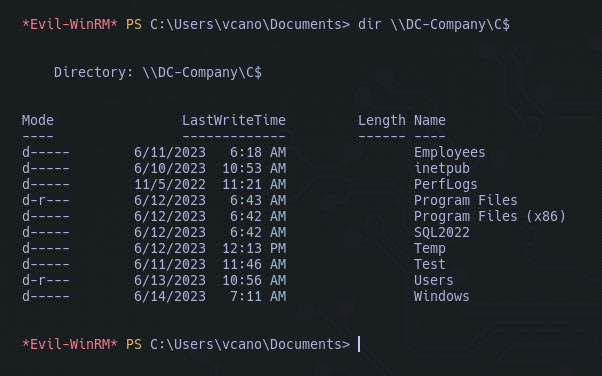 *Evil-WinRM* PS C:\Users\vcano\Documents> dir \\DC-Company\C$
Directory: \\DC-Company\C$
Mode                LastWriteTime         Length Name
----                -------------         ------ ----
d-----        6/11/2023   6:18 AM                Employees
d-----        6/10/2023  10:53 AM                inetpub
d-----        11/5/2022  11:21 AM                PerfLogs
d-r---        6/12/2023   6:43 AM                Program Files
d-----        6/12/2023   6:42 AM                Program Files (x86)
d-----        6/12/2023   6:42 AM                SQL2022
d-----        6/12/2023  12:13 PM                Temp
d-----        6/11/2023  11:46 AM                Test
d-r---        6/13/2023  10:56 AM                Users
d-----        6/14/2023   7:11 AM                Windows
*Evil-WinRM* PS C:\Users\vcano\Documents>